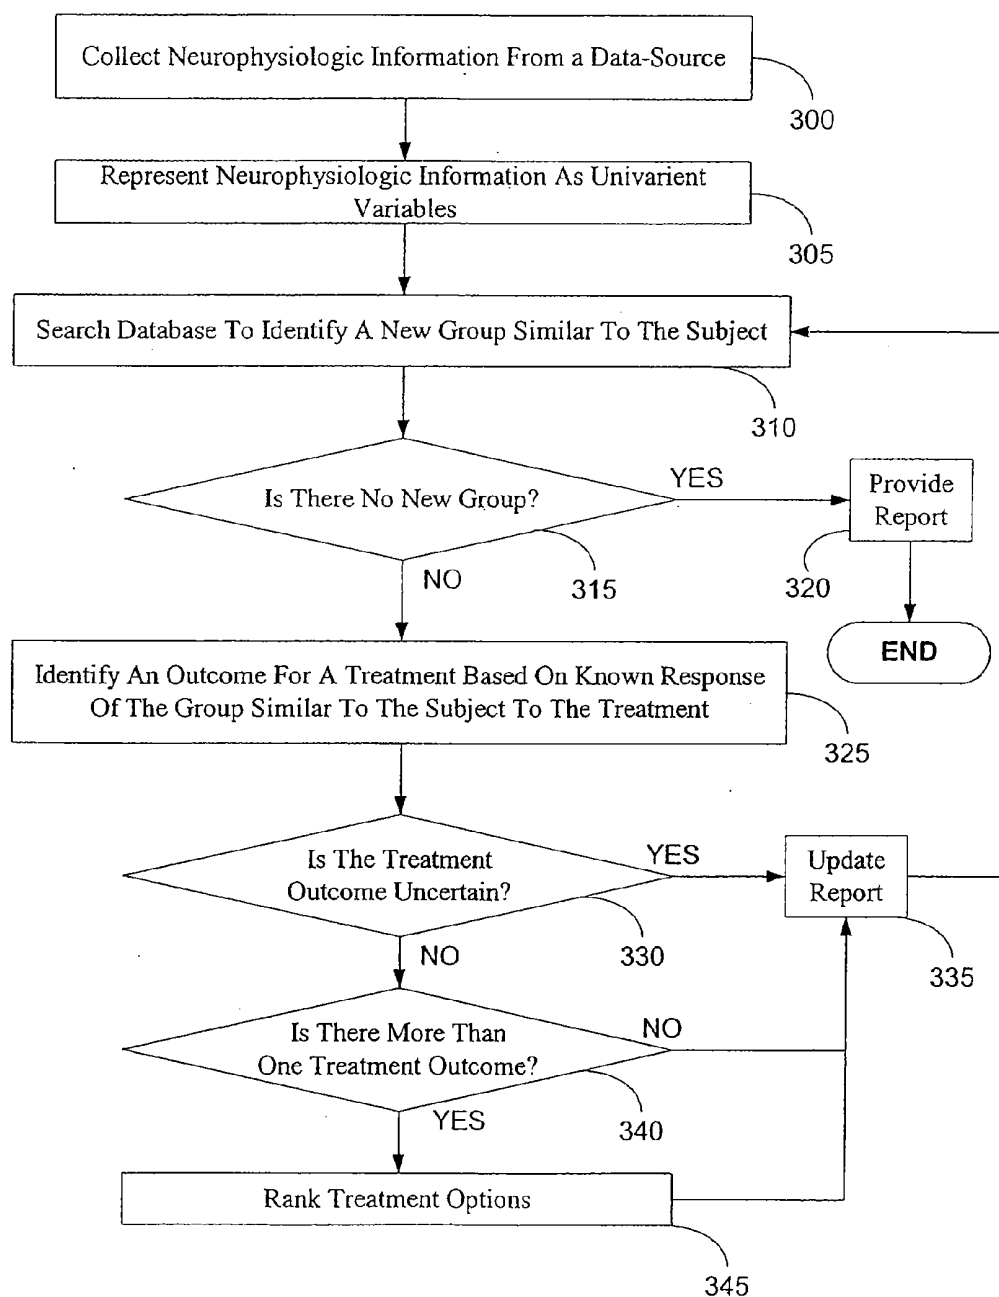 Collect Neurophysiologic Information From a Data-Source
300
Represent Neurophysiologic Information As Univarient
Variables
305
Search Database To Identify A New Group Similar To The Subject
310
Is There No New Group?
YES
Provide
Report
315
320
NO
END
Identify An Outcome For A Treatment Based On Known Response
Of The Group Similar To The Subject To The Treatment
325
Is The Treatment
Outcome Uncertain?
YES
Update
Report
330
335
NO
Is There More Than
One Treatment Outcome?
NO
340
YES
Rank Treatment Options
345